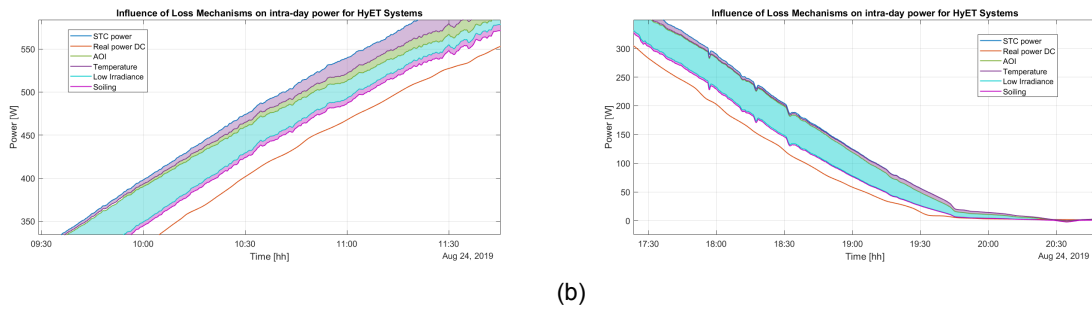 Influence of Loss Mechanisms on intra-day power for HyET Systems
STC power
Real power DC
AOI
Temperature
Low Irradiance
Soiling
Power [W]
550
500
450
400
350
09:30
10:00
10:30
11:00
11:30
Time [hh]
Aug 24, 2019
Influence of Loss Mechanisms on intra-day power for HyET Systems
STC power
Real power DC
AOI
Temperature
Low Irradiance
Soiling
Power [W]
300
250
200
150
100
50
0
17:30
18:00
18:30
19:00
19:30
20:00
20:30
Time [hh]
Aug 24, 2019
(b)